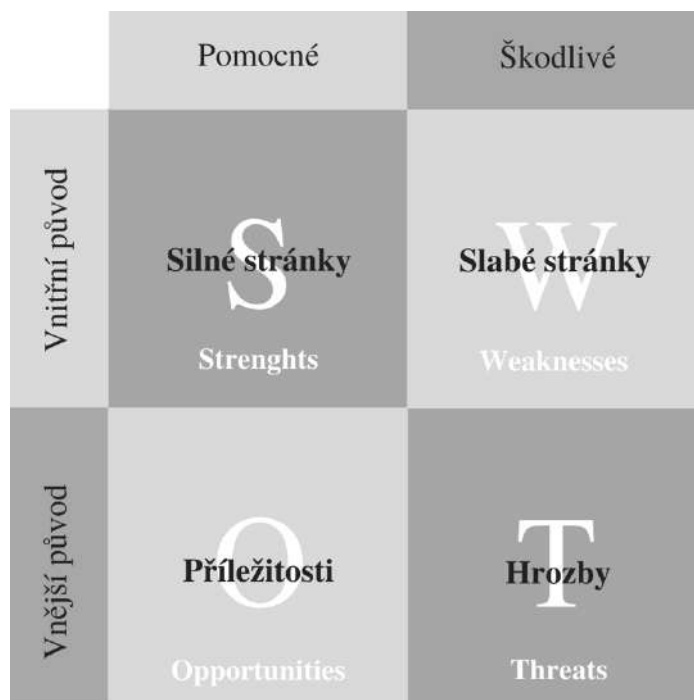 Pomocné
Škodlivé
Vnitřní původ
S
Silné stránky
Strenghts
W
Slabé stránky
Weaknesses
Vnější původ
O
Příležitosti
Opportunities
T
Hrozby
Threats